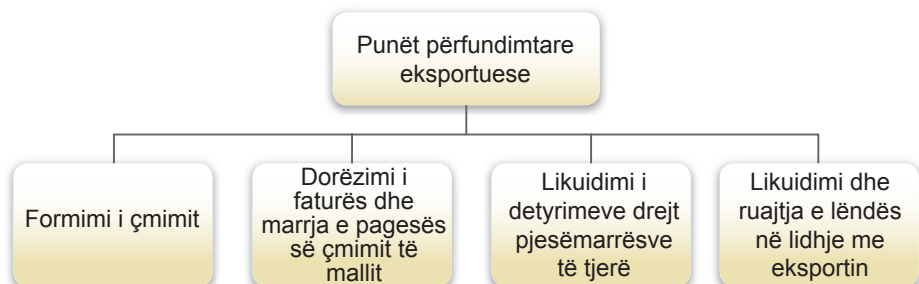 Punët përfundimtare
eksportuese
Formimi i çmimit
Dorëzimi i
faturës dhe
marrja e pagesës
së çmimit të
mallit
Likuidimi i
detyrimeve drejt
pjesëmarrësve
të tjerë
Likuidimi dhe
ruajtja e lëndës
në lidhje me
eksportin